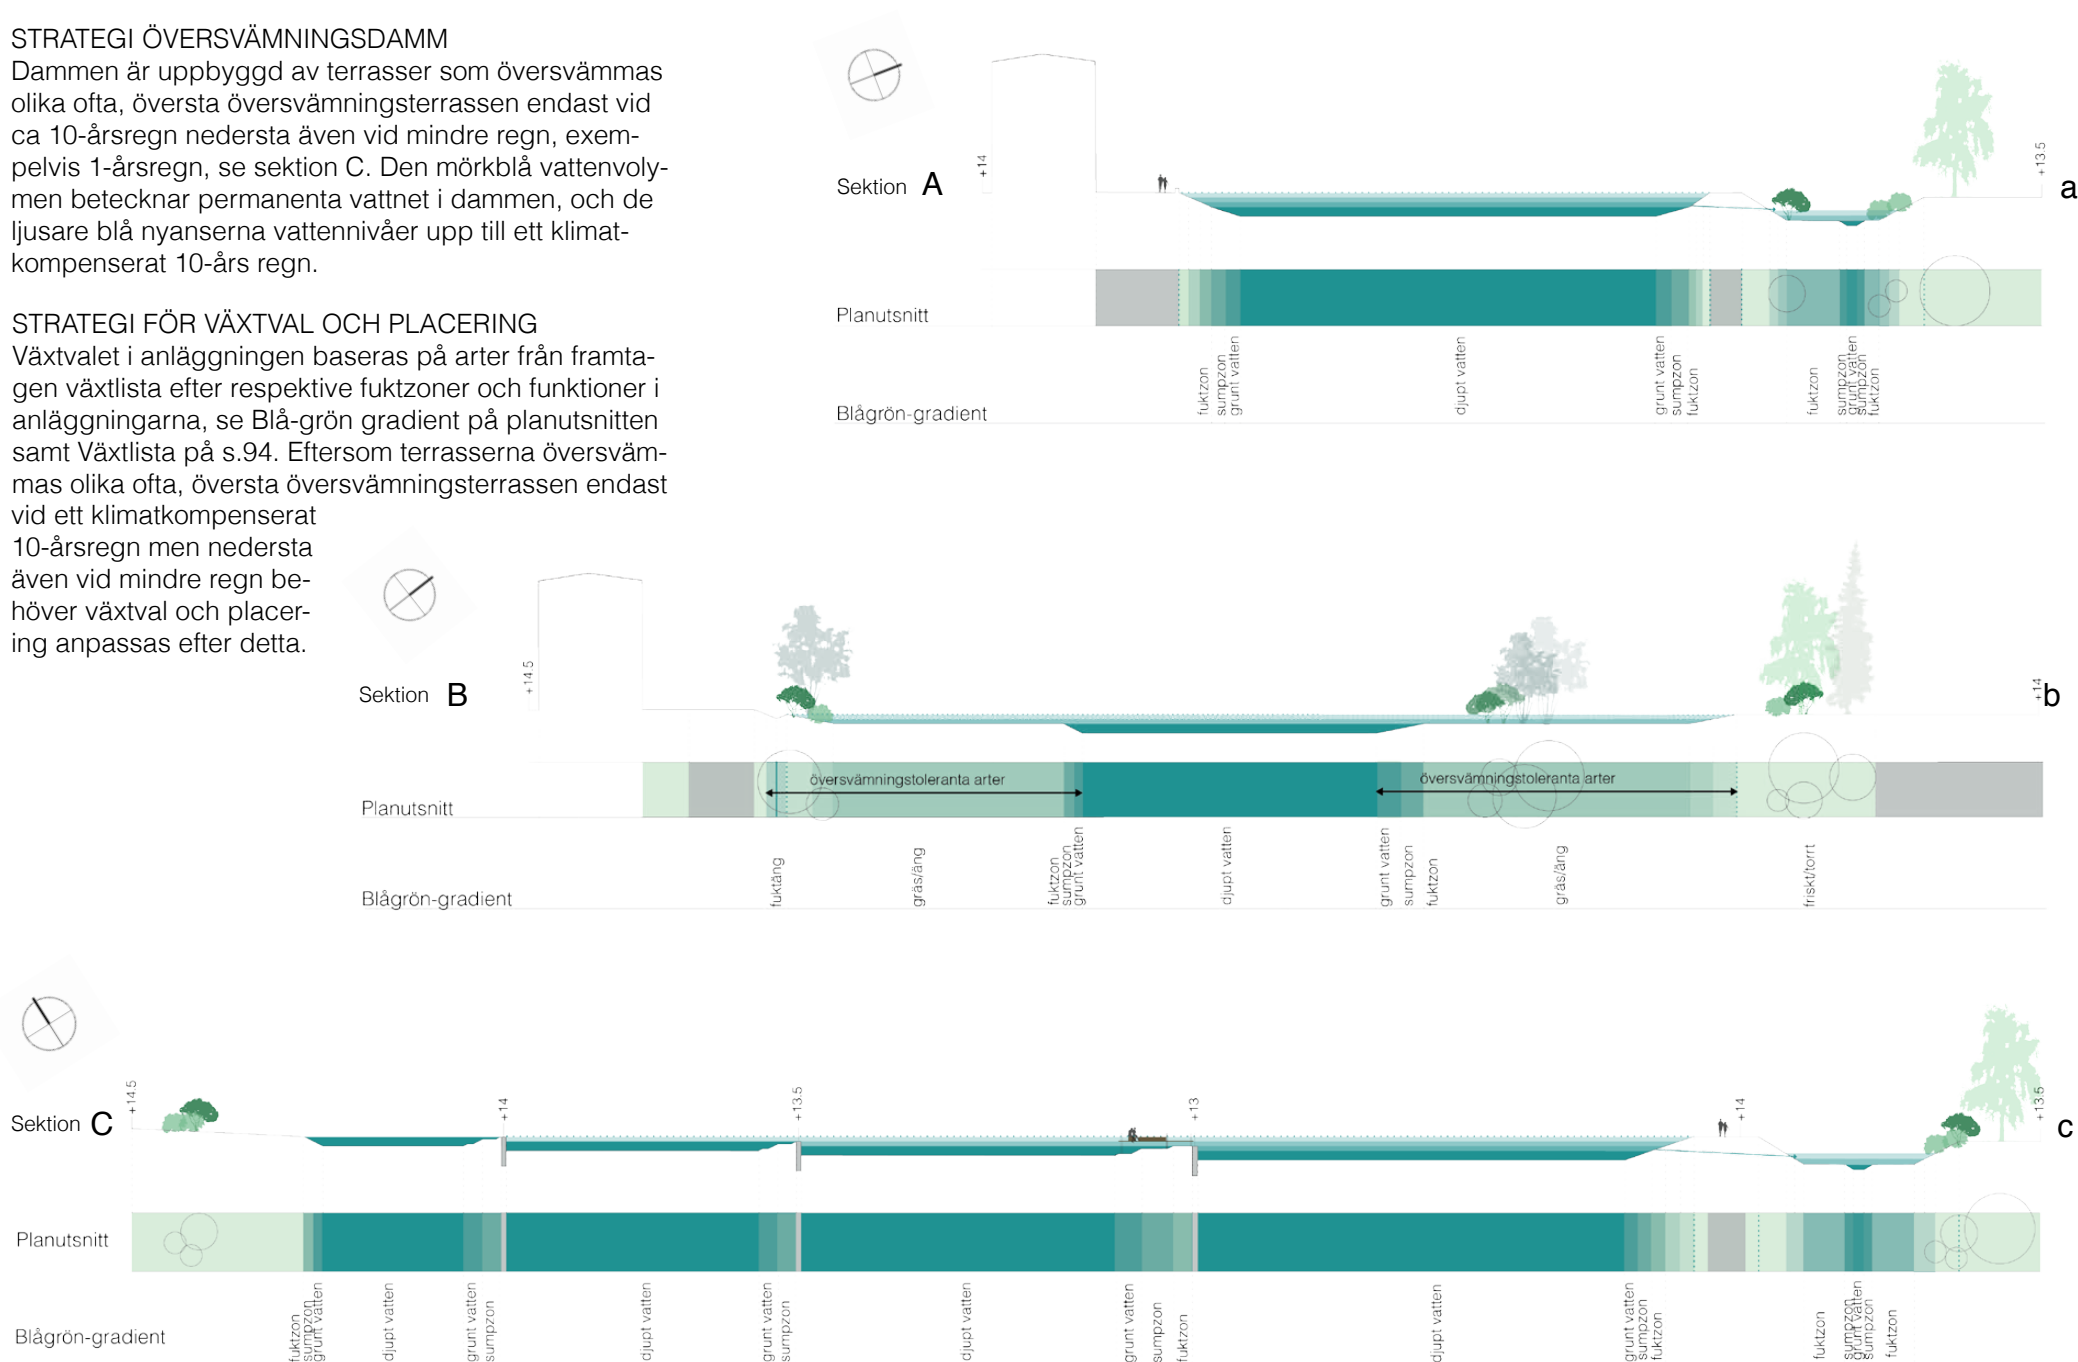 STRATEGI ÖVERSVÄMNINGSDAMM
Dammen är uppbyggd av terrasser som översvämmas
olika ofta, översta översvämningsterrassen endast vid
ca 10-årsregn nedersta även vid mindre regn, exem-
pelvis 1-årsregn, se sektion C. Den mörkblå vattenvoly-
men betecknar permanenta vattnet i dammen, och de
ljusare blå nyanserna vattennivåer upp till ett klimat-
kompenserat 10-års regn.
STRATEGI FÖR VÄXTVAL OCH PLACERING
Växtvalet i anläggningen baseras på arter från framta-
gen växtlista efter respektive fuktzoner och funktioner i
anläggningarna, se Blå-grön gradient på planutsnitten
samt Växtlista på s.94. Eftersom terrasserna översväm-
mas olika ofta, översta översvämningsterrassen endast
vid ett klimatkompenserat
10-årsregn men nedersta
även vid mindre regn be-
höver växtval och placer-
ing anpassas efter detta.
+14
+13.5
Sektion A
a
Planutsnitt
fuktzon
sumpzon
grunt vatten
djupt vatten
grunt vatten
sumpzon
fuktzon
fuktzon
sumpzon
grunt vatten
sumpzon
fuktzon
Blågrön-gradient
+14.5
+14
Sektion B
b
Planutsnitt
översvämningstoleranta arter
översvämningstoleranta arter
fuktäng
gräs/äng
fuktzon
sumpzon
grunt vatten
djupt vatten
grunt vatten
sumpzon
fuktzon
gräs/äng
friskt/torrt
Blågrön-gradient
+14.5
+14
+13.5
+13
+14
+13.5
Sektion C
c
Planutsnitt
fuktzon
sumpzon
grunt vatten
djupt vatten
grunt vatten
sumpzon
djupt vatten
grunt vatten
sumpzon
djupt vatten
grunt vatten
sumpzon
fuktzon
djupt vatten
grunt vatten
sumpzon
fuktzon
fuktzon
sumpzon
grunt vatten
sumpzon
fuktzon
Blågrön-gradient